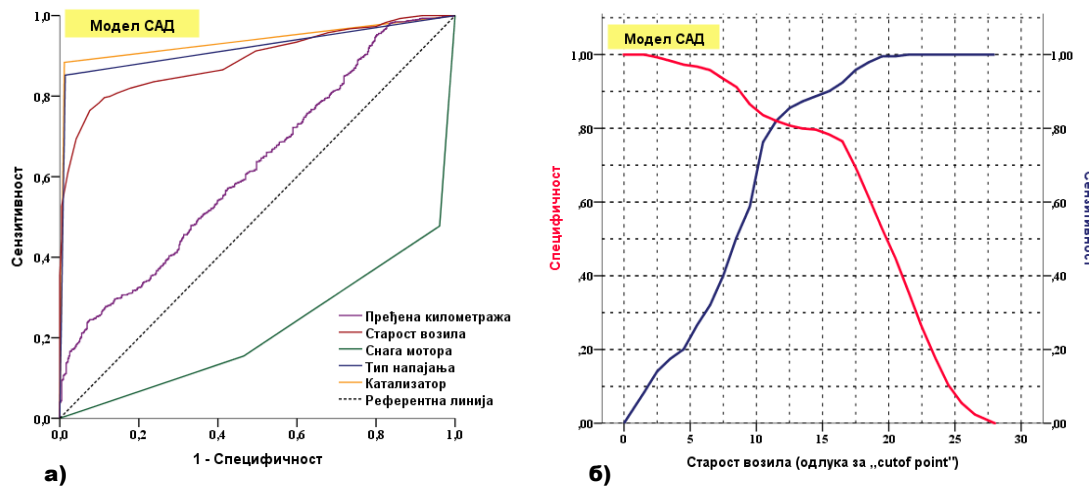 Модел САД
1,0
0,8
0,6
0,4
0,2
0,0
Сензитивност
Пређена километража
Старост возила
Снага мотора
Тип напајања
Катализатор
Референтна линија
0,0 0,2 0,4 0,6 0,8 1,0
1 - Специфичност
а)
Модел САД
1,00
,80
,60
,40
,20
,00
Специфичност
1,00
,80
,60
,40
,20
,00
Сензитивност
0 5 10 15 20 25 30
Старост возила (одлука за ,,cutof point")
б)